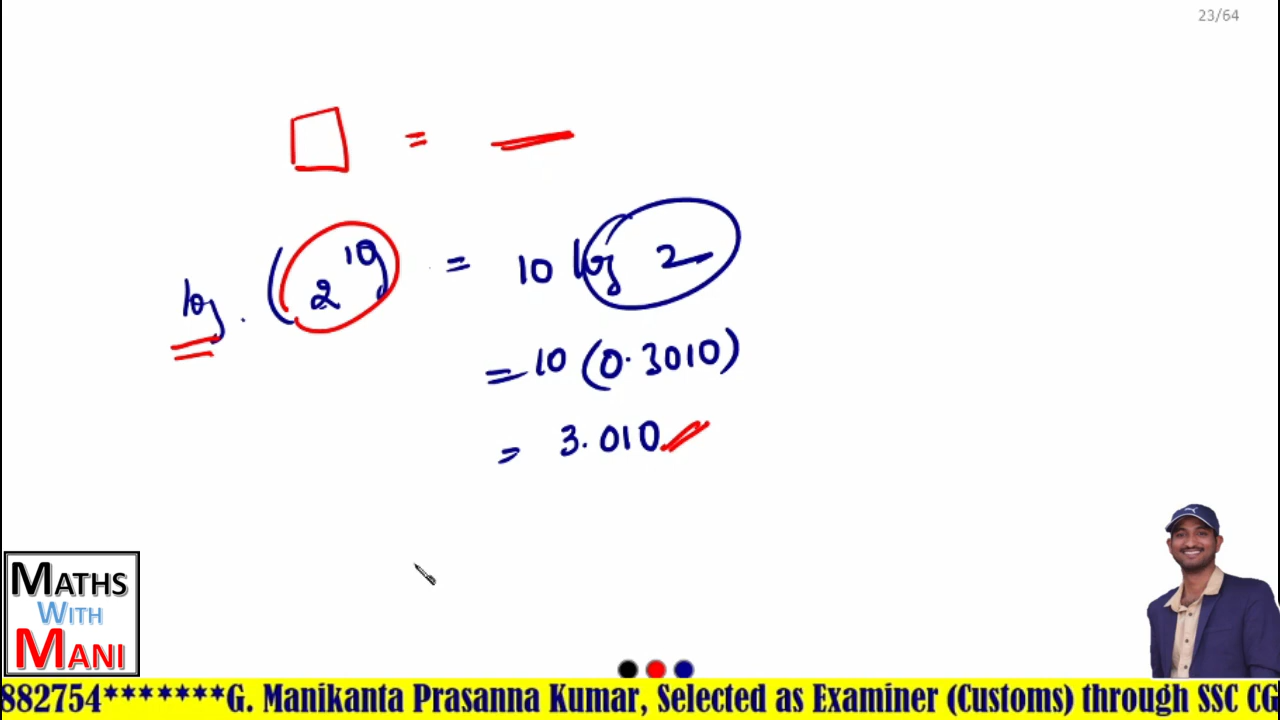 23/64
=
log (2^10) = 10 log 2
= 10 (0.3010)
= 3.010
MATHS
WITH
MANI
882754*******G. Manikanta Prasanna Kumar, Selected as Examiner (Customs) through SSC CG